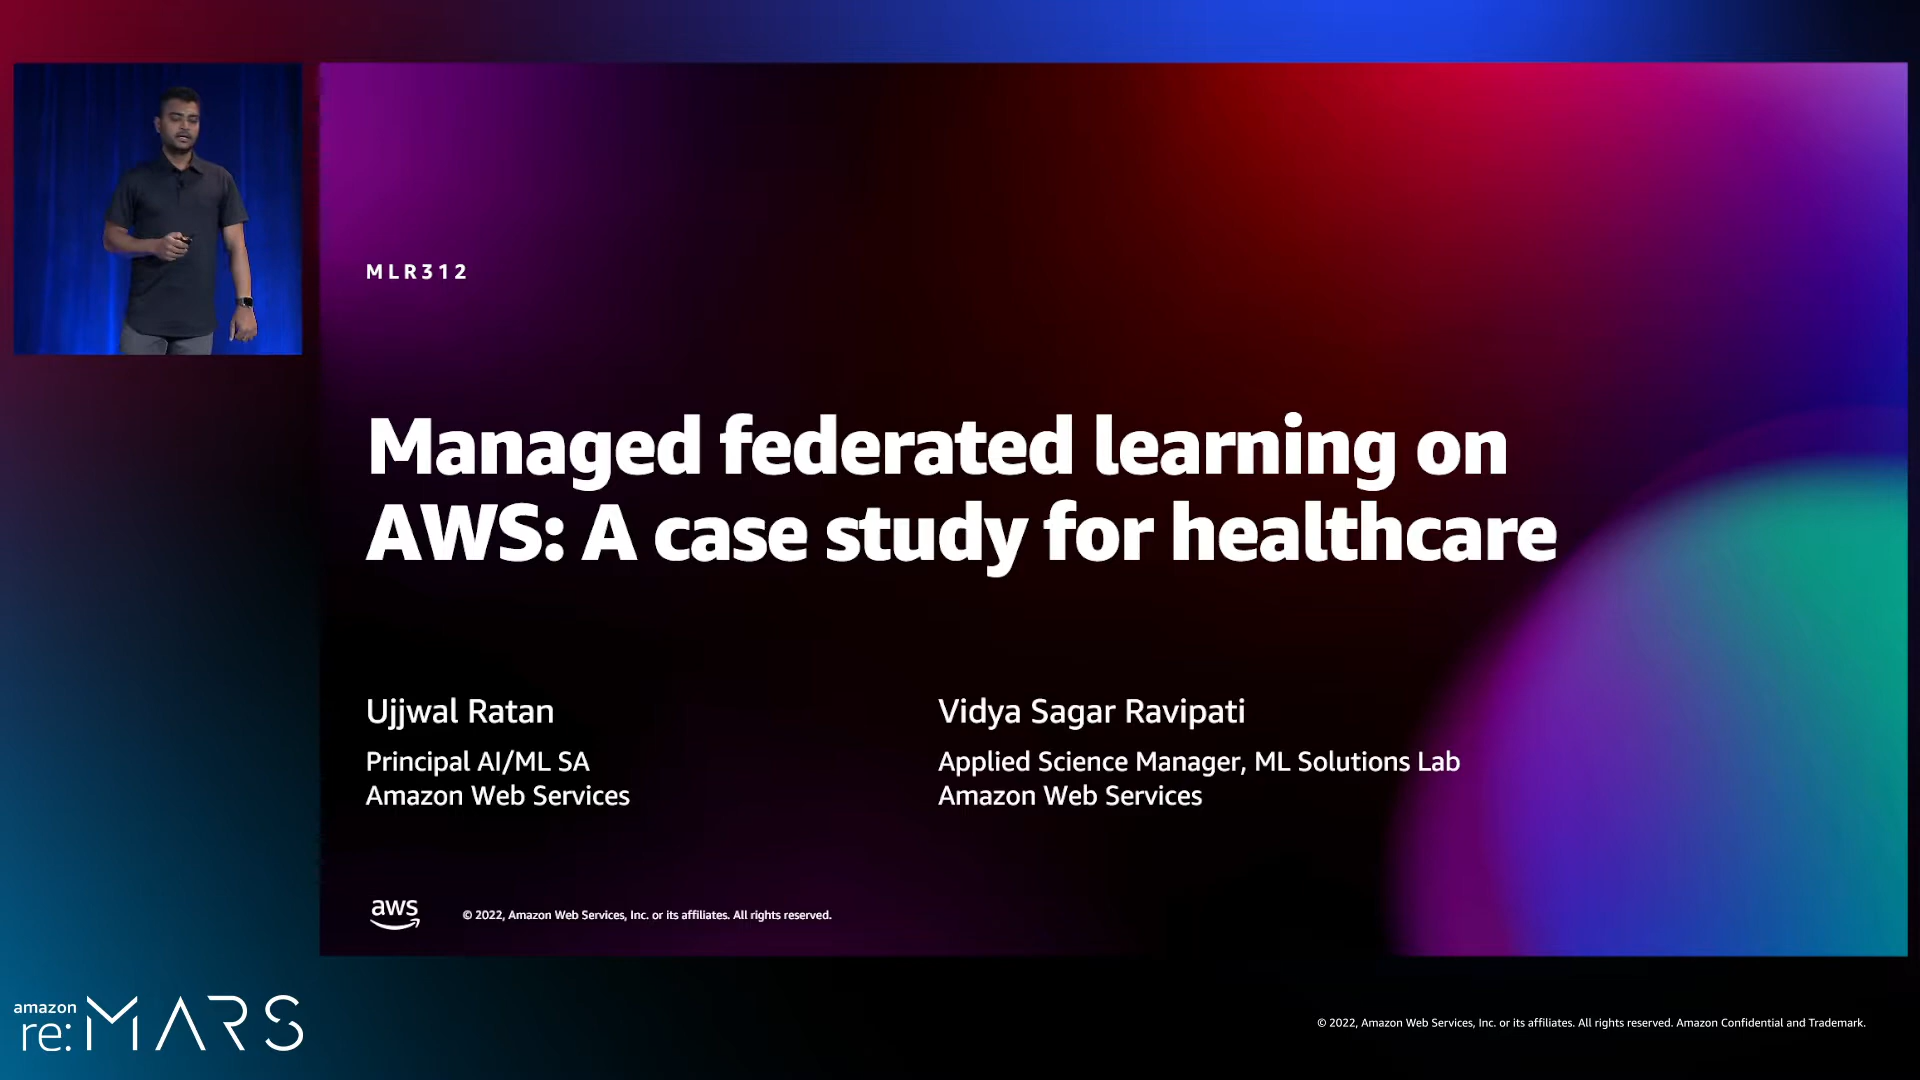 MLR312
Managed federated learning on
AWS: A case study for healthcare
Ujjwal Ratan
Principal AI/ML SA
Amazon Web Services
Vidya Sagar Ravipati
Applied Science Manager, ML Solutions Lab
Amazon Web Services
aws
© 2022, Amazon Web Services, Inc. or its affiliates. All rights reserved.
amazon
re:MARS
© 2022, Amazon Web Services, Inc. or its affiliates. All rights reserved. Amazon Confidential and Trademark.